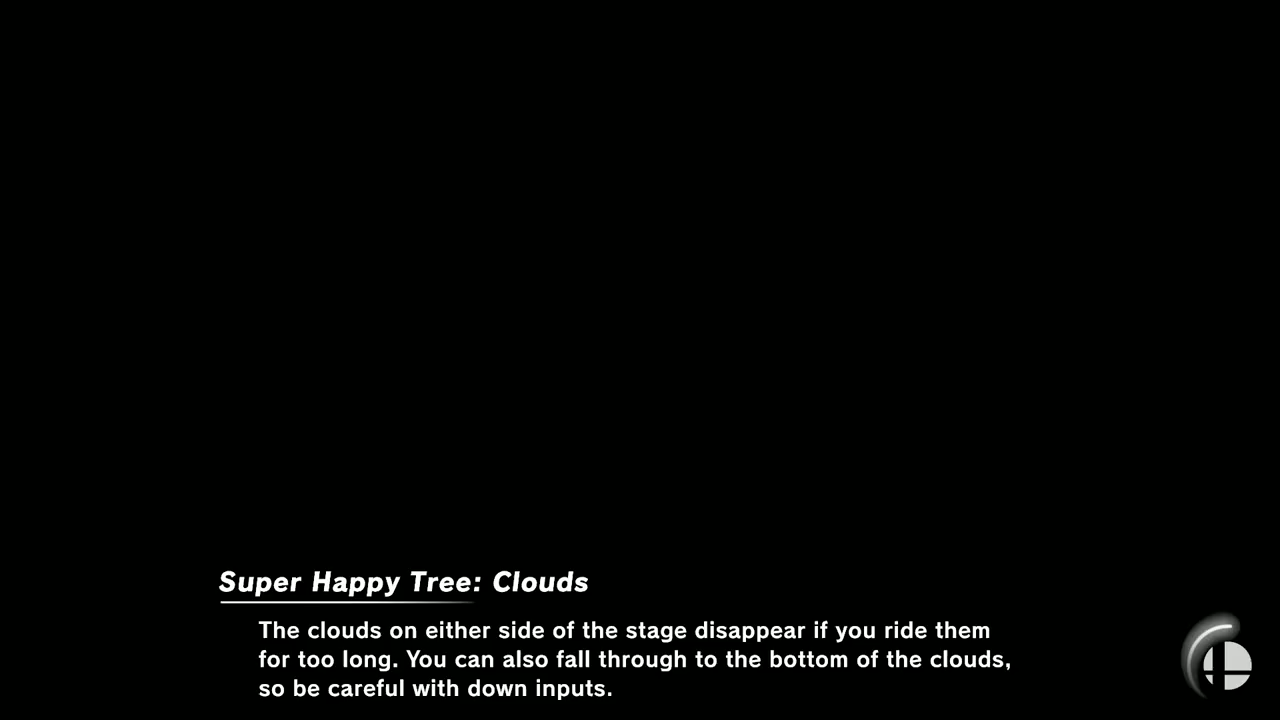 Super Happy Tree: Clouds
The clouds on either side of the stage disappear if you ride them
for too long. You can also fall through to the bottom of the clouds,
so be careful with down inputs.